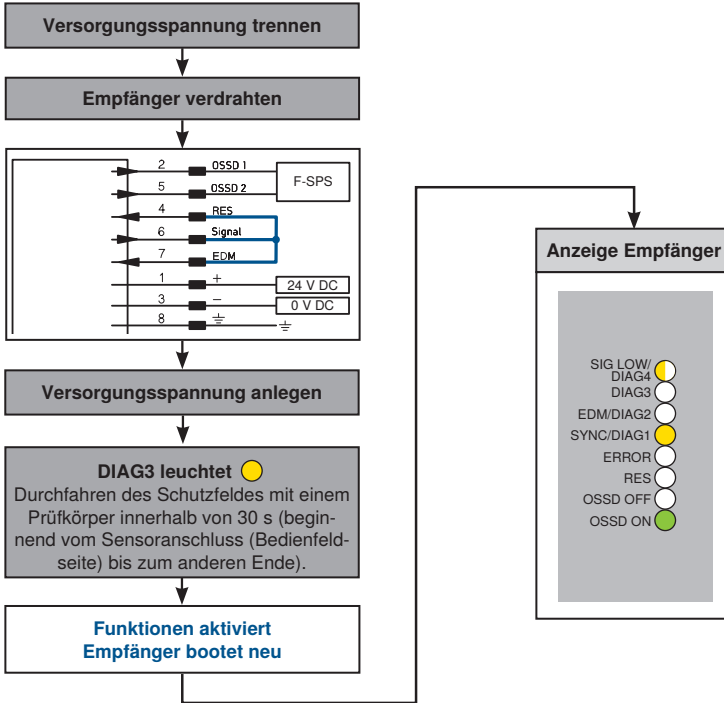 Versorgungsspannung trennen
Empfänger verdrahten
2 OSSD 1
5 OSSD 2
F-SPS
4 RES
6 Signal
7 EDM
1 + 24 V DC
3 – 0 V DC
8
Versorgungsspannung anlegen
DIAG3 leuchtet
Durchfahren des Schutzfeldes mit einem
Prüfkörper innerhalb von 30 s (begin-
nend vom Sensoranschluss (Bedienfeld-
seite) bis zum anderen Ende).
Funktionen aktiviert
Empfänger bootet neu
Anzeige Empfänger
SIG LOW/
DIAG4
DIAG3
EDM/DIAG2
SYNC/DIAG1
ERROR
RES
OSSD OFF
OSSD ON